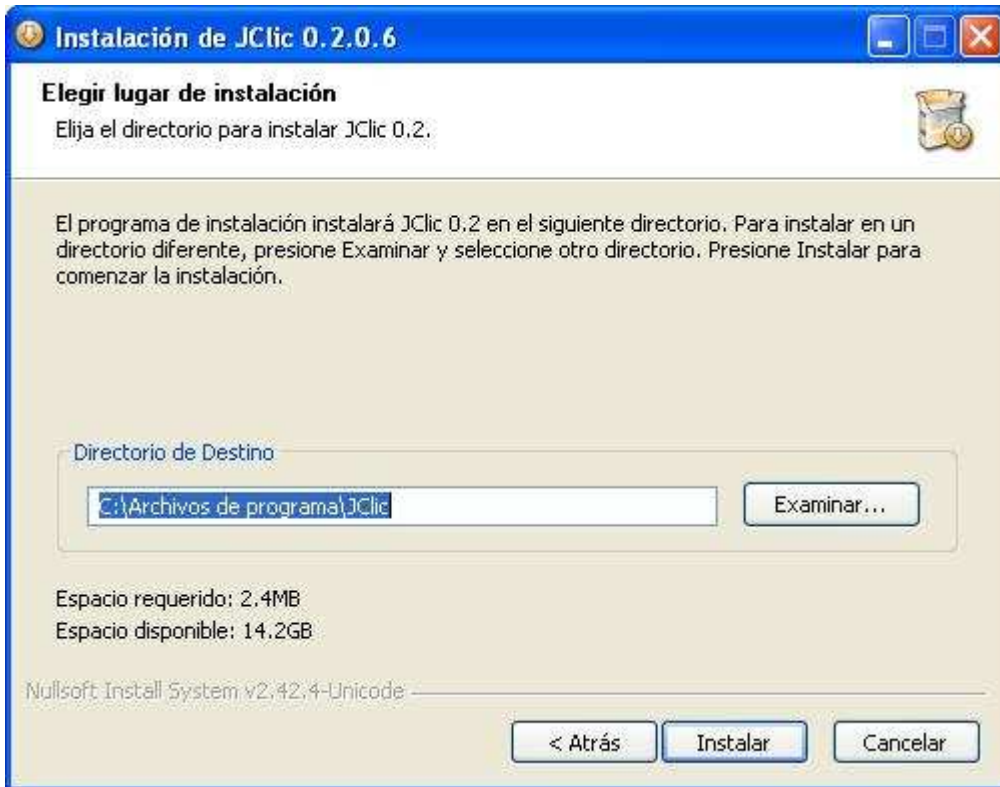 Instalación de JClic 0.2.0.6
Elegir lugar de instalación
Elija el directorio para instalar JClic 0.2.
El programa de instalación instalará JClic 0.2 en el siguiente directorio. Para instalar en un
directorio diferente, presione Examinar y seleccione otro directorio. Presione Instalar para
comenzar la instalación.
Directorio de Destino
C:\Archivos de programa\JClic
Examinar...
Espacio requerido: 2.4MB
Espacio disponible: 14.2GB
Nullsoft Install System v2.42.4-Unicode
< Atrás
Instalar
Cancelar